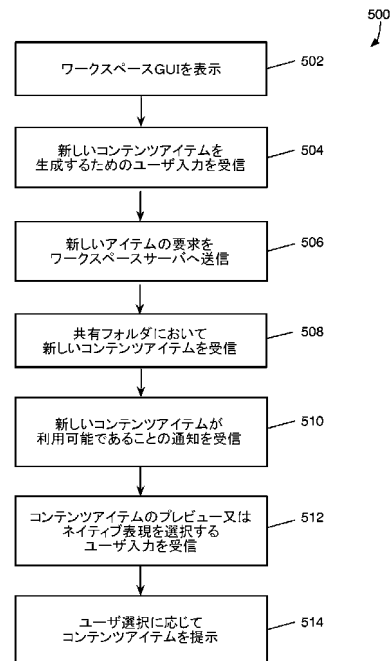 500
ワークスペースGUIを表示
502
新しいコンテンツアイテムを
生成するためのユーザ入力を受信
504
新しいアイテムの要求を
ワークスペースサーバへ送信
506
共有フォルダにおいて
新しいコンテンツアイテムを受信
508
新しいコンテンツアイテムが
利用可能であることの通知を受信
510
コンテンツアイテムのプレビュー又は
ネイティブ表現を選択する
ユーザ入力を受信
512
ユーザ選択に応じて
コンテンツアイテムを提示
514